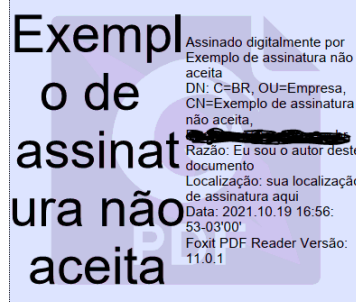 Exempl
o de
assinat
ura não
aceita
Assinado digitalmente por
Exemplo de assinatura não
aceita
DN: C=BR, OU=Empresa,
CN=Exemplo de assinatura
não aceita,
Razão: Eu sou o autor deste
documento
Localização: sua localização
de assinatura aqui
Data: 2021.10.19 16:56:
53-03'00'
Foxit PDF Reader Versão:
11.0.1
PDF